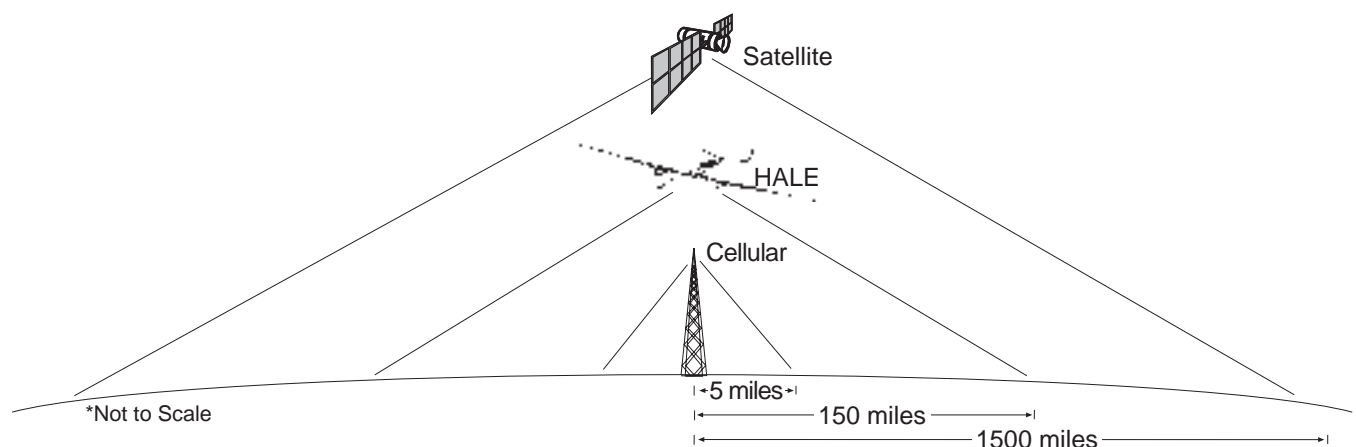 Satellite
HALE
Cellular
5 miles
*Not to Scale
150 miles
1500 miles